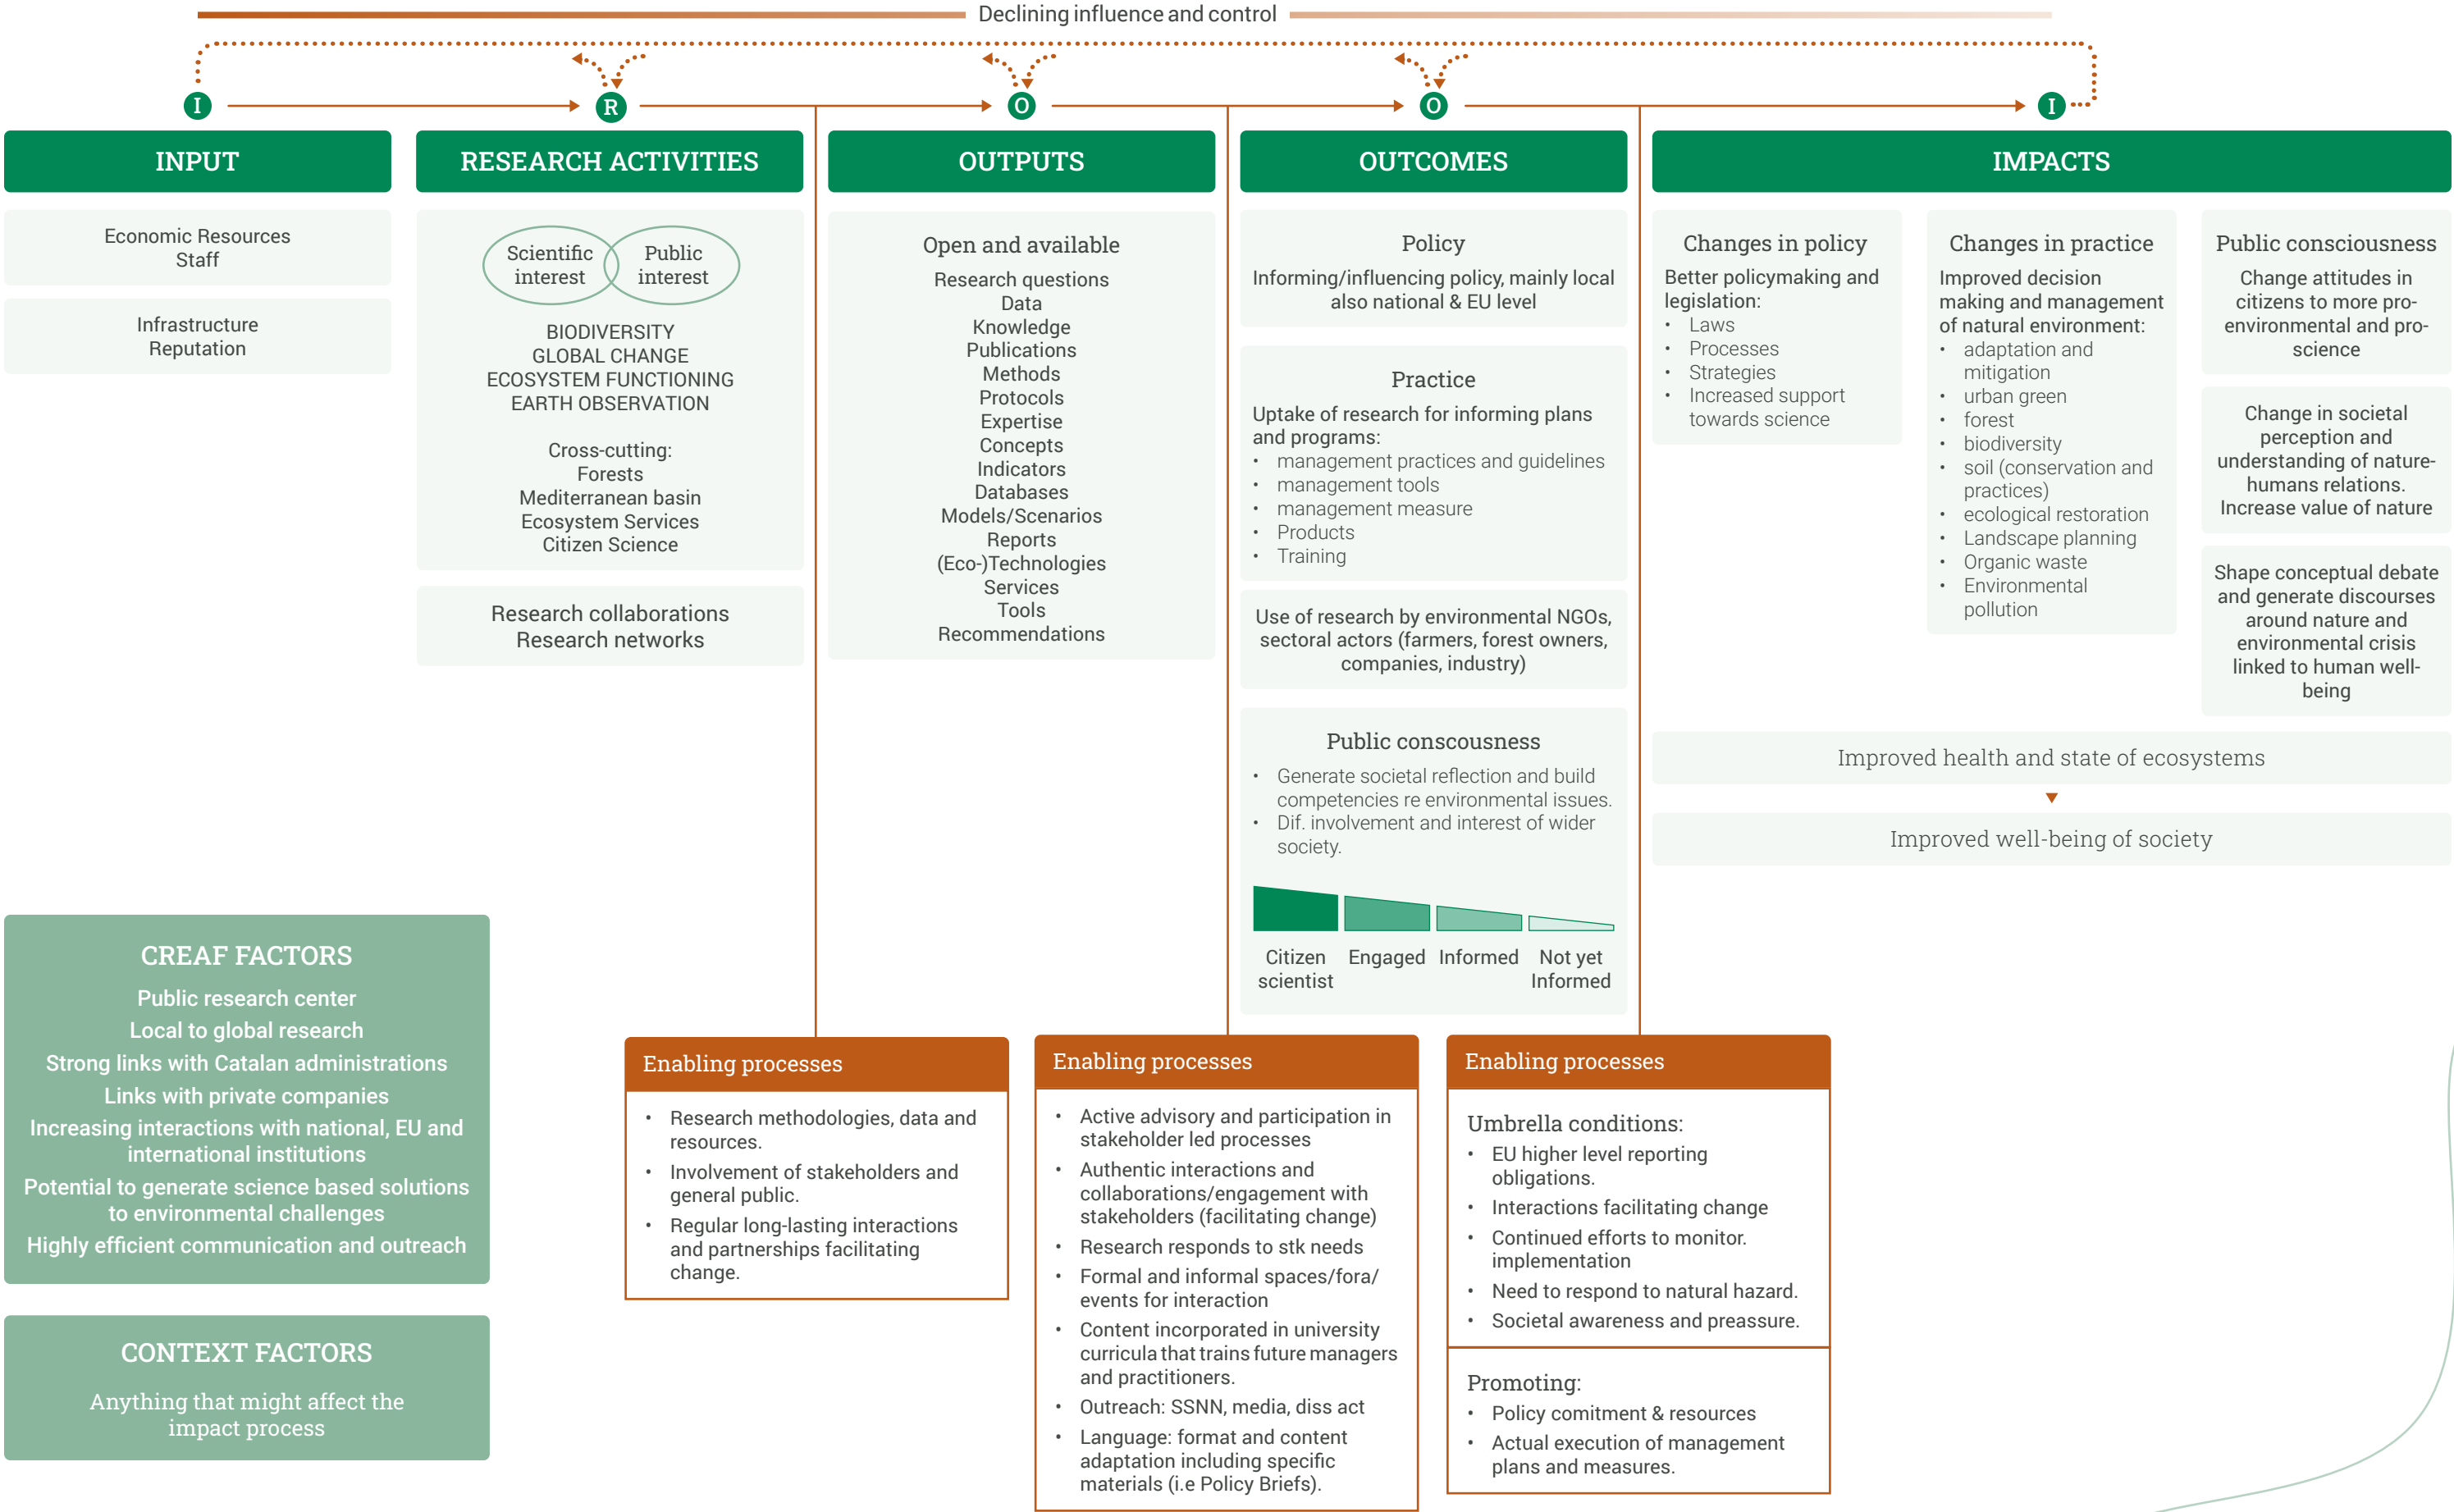 Declining influence and control
I
R
O
O
I
INPUT
Economic Resources
Staff
Infrastructure
Reputation
RESEARCH ACTIVITIES
Scientific
interest
Public
interest
BIODIVERSITY
GLOBAL CHANGE
ECOSYSTEM FUNCTIONING
EARTH OBSERVATION
Cross-cutting:
Forests
Mediterranean basin
Ecosystem Services
Citizen Science
Research collaborations
Research networks
OUTPUTS
Open and available
Research questions
Data
Knowledge
Publications
Methods
Protocols
Expertise
Concepts
Indicators
Databases
Models/Scenarios
Reports
(Eco-)Technologies
Services
Tools
Recommendations
OUTCOMES
Policy
Informing/influencing policy, mainly local
also national & EU level
Practice
Uptake of research for informing plans
and programs:
• management practices and guidelines
• management tools
• management measure
• Products
• Training
Use of research by environmental NGOs,
sectoral actors (farmers, forest owners,
companies, industry)
Public conscousness
• Generate societal reflection and build
competencies re environmental issues.
• Dif. involvement and interest of wider
society.
Citizen
scientist
Engaged
Informed
Not yet
Informed
IMPACTS
Changes in policy
Better policymaking and
legislation:
• Laws
• Processes
• Strategies
• Increased support
towards science
Changes in practice
Improved decision
making and management
of natural environment:
• adaptation and
mitigation
• urban green
• forest
• biodiversity
• soil (conservation and
practices)
• ecological restoration
• Landscape planning
• Organic waste
• Environmental
pollution
Public consciousness
Change attitudes in
citizens to more pro-
environmental and pro-
science
Change in societal
perception and
understanding of nature-
humans relations.
Increase value of nature
Shape conceptual debate
and generate discourses
around nature and
environmental crisis
linked to human well-
being
Improved health and state of ecosystems
Improved well-being of society
CREAF FACTORS
Public research center
Local to global research
Strong links with Catalan administrations
Links with private companies
Increasing interactions with national, EU and
international institutions
Potential to generate science based solutions
to environmental challenges
Highly efficient communication and outreach
CONTEXT FACTORS
Anything that might affect the
impact process
Enabling processes
• Research methodologies, data and
resources.
• Involvement of stakeholders and
general public.
• Regular long-lasting interactions
and partnerships facilitating
change.
Enabling processes
• Active advisory and participation in
stakeholder led processes
• Authentic interactions and
collaborations/engagement with
stakeholders (facilitating change)
• Research responds to stk needs
• Formal and informal spaces/fora/
events for interaction
• Content incorporated in university
curricula that trains future managers
and practitioners.
• Outreach: SSNN, media, diss act
• Language: format and content
adaptation including specific
materials (i.e Policy Briefs).
Enabling processes
Umbrella conditions:
• EU higher level reporting
obligations.
• Interactions facilitating change
• Continued efforts to monitor.
implementation
• Need to respond to natural hazard.
• Societal awareness and preassure.
Promoting:
• Policy comitment & resources
• Actual execution of management
plans and measures.